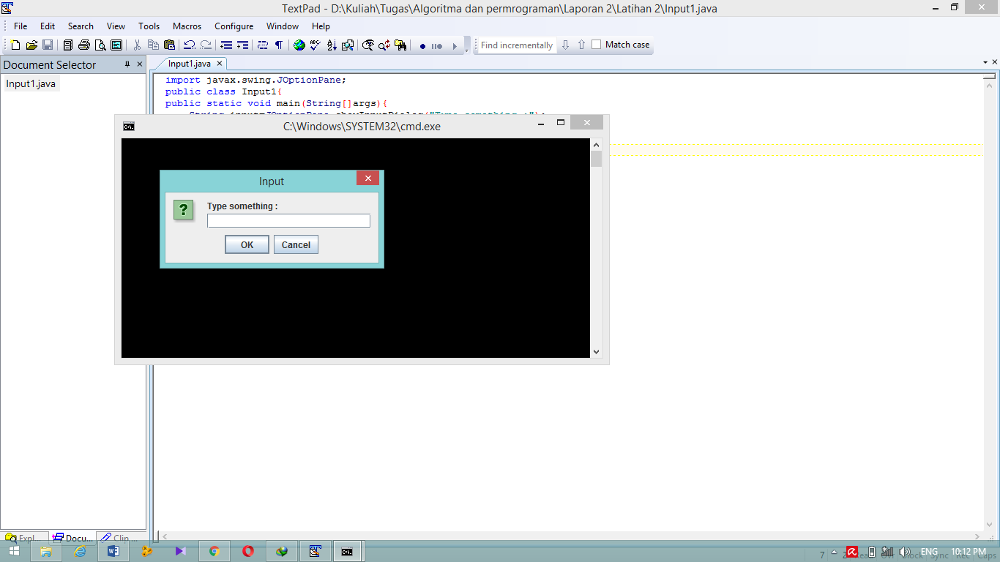 TextPad - D:\Kuliah\Tugas\Algoritma dan permrograman\Laporan 2\Latihan 2\Input1.java
File Edit Search View Tools Macros Configure Window Help
Find incrementally Match case
Document Selector
Input1.java
Input1.java
import javax.swing.JOptionPane;
public class Input1{
public static void main(String[]args){
String input=JOptionPane.showInputDialog("Type something :");
C:\Windows\SYSTEM32\cmd.exe
Input
Type something :
OK Cancel
Expl... Docu... Clip ...
7 2 Read Ovr Block Sync Rec Caps
ENG 10:12 PM